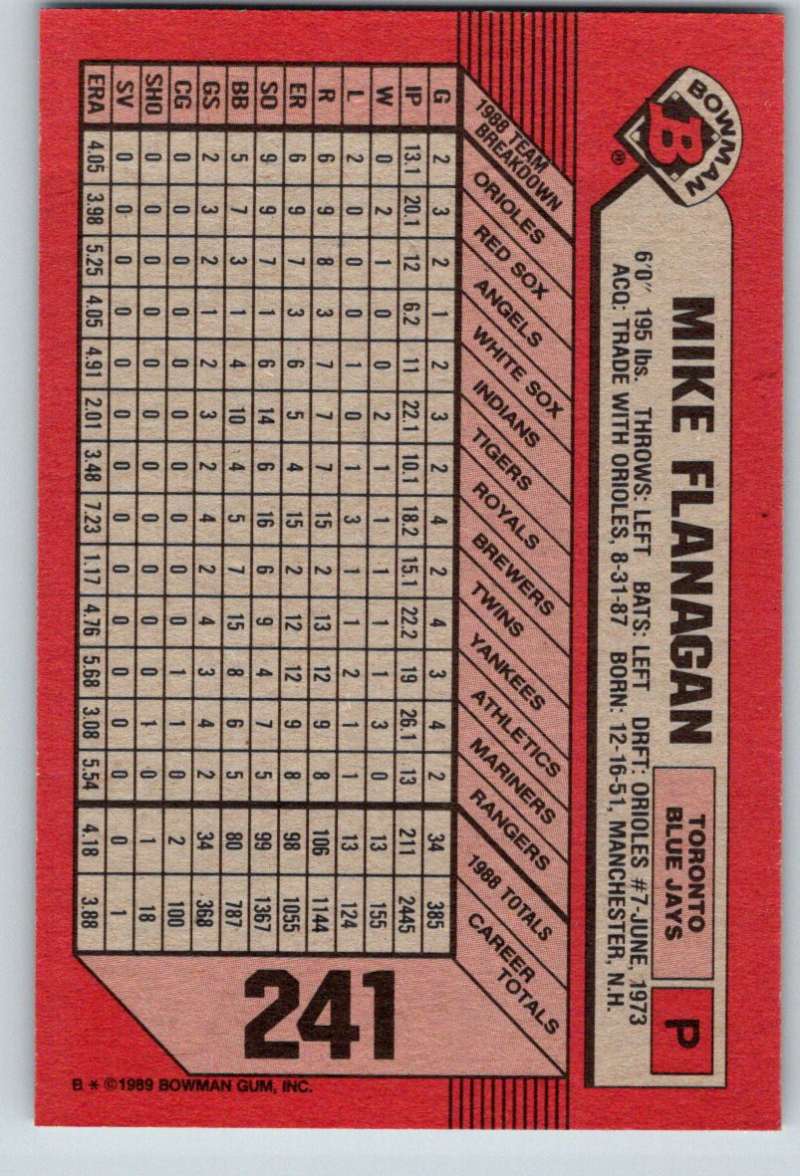 BOWMAN
B
®
MIKE FLANAGAN
TORONTO
BLUE JAYS
P
6'0" 195 lbs. THROWS: LEFT BATS: LEFT DRFT: ORIOLES #7-JUNE, 1973
ACQ: TRADE WITH ORIOLES, 8-31-87 BORN: 12-16-51, MANCHESTER, N.H.
1988 TEAM
BREAKDOWN
ORIOLES
RED SOX
ANGELS
WHITE SOX
INDIANS
TIGERS
ROYALS
BREWERS
TWINS
YANKEES
ATHLETICS
MARINERS
RANGERS
1988 TOTALS
CAREER
TOTALS
G 2 3 2 1 2 3 2 4 2 4 3 4 2 34 385
IP 13.1 20.1 12 6.2 11 22.1 10.1 18.2 15.1 22.2 19 26.1 13 211 2445
W 0 2 1 0 0 2 1 1 1 1 1 3 0 13 155
L 2 0 0 0 1 0 1 3 1 1 2 1 1 13 124
R 6 9 8 3 7 7 7 15 2 13 12 9 8 106 1144
ER 6 9 7 3 6 5 4 15 2 12 12 9 8 98 1055
SO 9 9 7 1 6 14 6 16 6 9 4 7 5 99 1367
BB 5 7 3 1 4 10 4 5 7 15 8 6 5 80 787
GS 2 3 2 1 2 3 2 4 2 4 3 4 2 34 368
CG 0 0 0 0 0 0 0 0 0 0 1 1 0 2 100
SHO 0 0 0 0 0 0 0 0 0 0 0 1 0 1 18
SV 0 0 0 0 0 0 0 0 0 0 0 0 0 0 1
ERA 4.05 3.98 5.25 4.05 4.91 2.01 3.48 7.23 1.17 4.76 5.68 3.08 5.54 4.18 3.88
241
B * ©1989 BOWMAN GUM, INC.